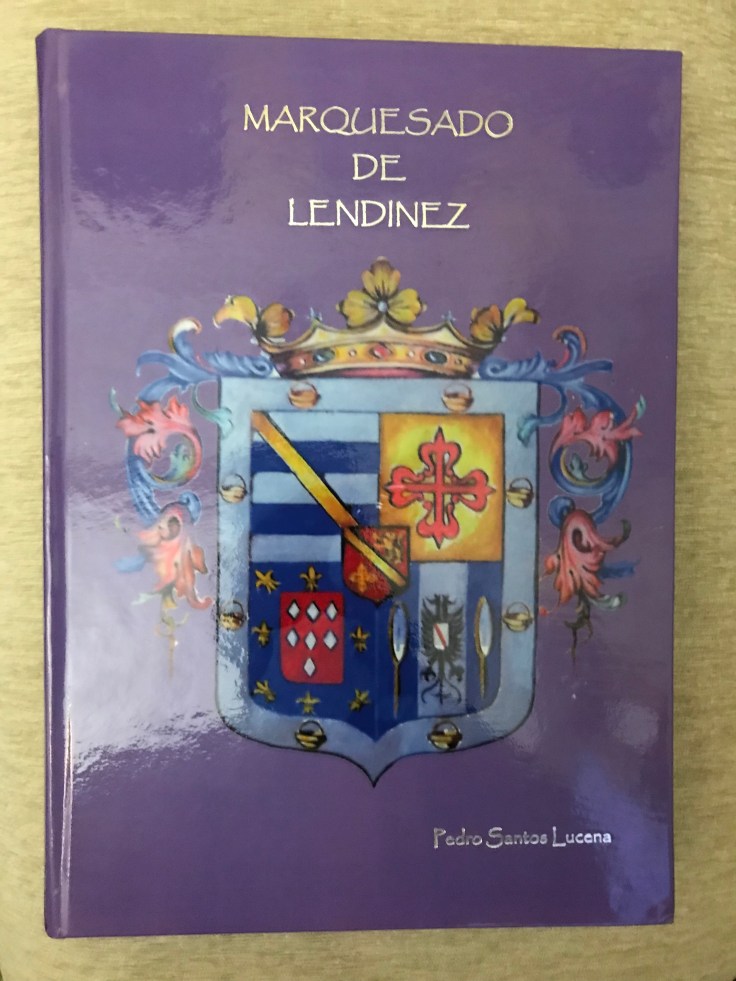 MARQUESADO
DE
LENDINEZ
Pedro Santos Lucena